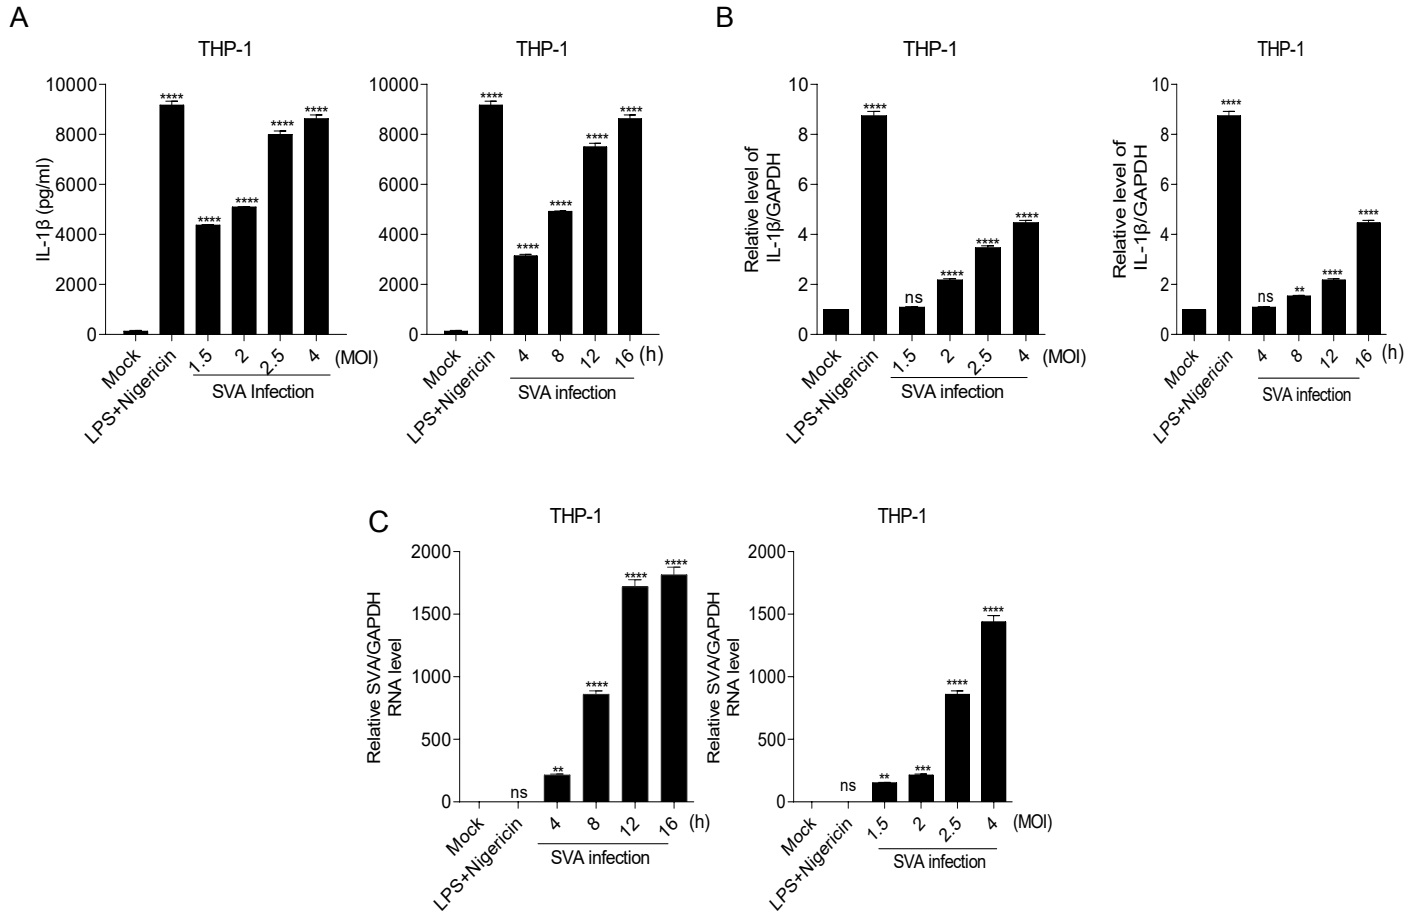 A
THP-1
IL-1β (pg/ml)
10000
8000
6000
4000
2000
0
****
****
****
****
****
Mock
LPS+Nigericin
1.5
2
2.5
4
(MOI)
SVA Infection
THP-1
10000
8000
6000
4000
2000
0
****
****
****
****
****
Mock
LPS+Nigericin
4
8
12
16
(h)
SVA infection
B
THP-1
Relative level of
IL-1β/GAPDH
10
8
6
4
2
0
****
ns
****
****
****
Mock
LPS+Nigericin
1.5
2
2.5
4
(MOI)
SVA infection
THP-1
Relative level of
IL-1β/GAPDH
10
8
6
4
2
0
****
ns
**
****
****
Mock
LPS+Nigericin
4
8
12
16
(h)
SVA infection
C
THP-1
Relative SVA/GAPDH
RNA level
2000
1500
1000
500
0
ns
**
****
****
****
Mock
LPS+Nigericin
4
8
12
16
(h)
SVA infection
THP-1
Relative SVA/GAPDH
RNA level
2000
1500
1000
500
0
ns
**
***
****
****
Mock
LPS+Nigericin
1.5
2
2.5
4
(MOI)
SVA infection